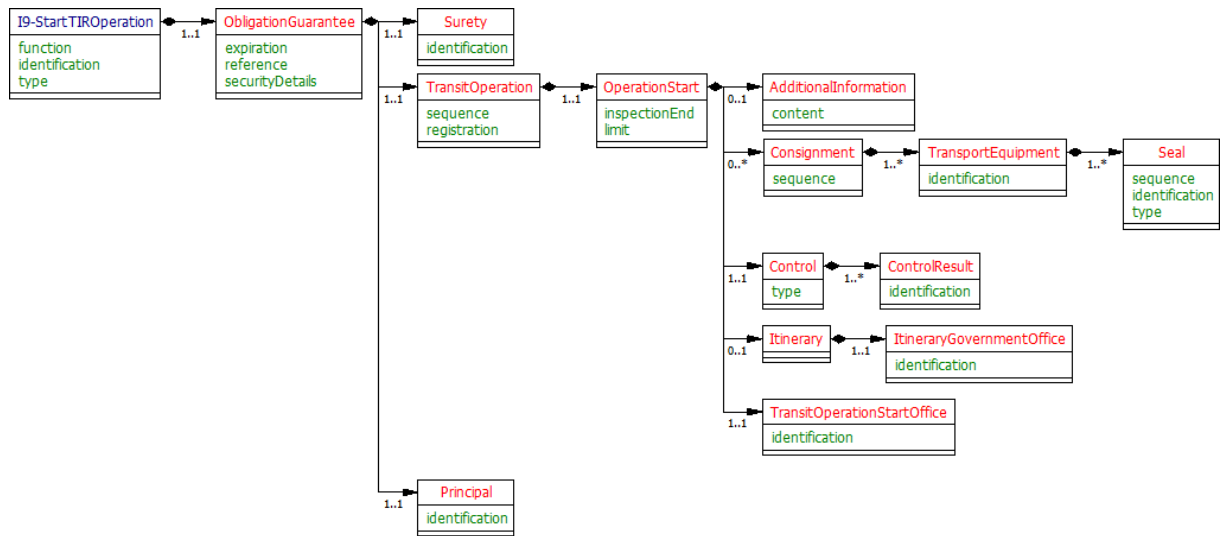 I9-StartTIROperation
function
identification
type
1..1
ObligationGuarantee
expiration
reference
securityDetails
1..1
Surety
identification
1..1
TransitOperation
sequence
registration
1..1
OperationStart
inspectionEnd
limit
0..1
AdditionalInformation
content
0..*
Consignment
sequence
1..*
TransportEquipment
identification
1..*
Seal
sequence
identification
type
1..1
Control
type
1..*
ControlResult
identification
0..1
Itinerary
1..1
ItineraryGovernmentOffice
identification
1..1
TransitOperationStartOffice
identification
1..1
Principal
identification